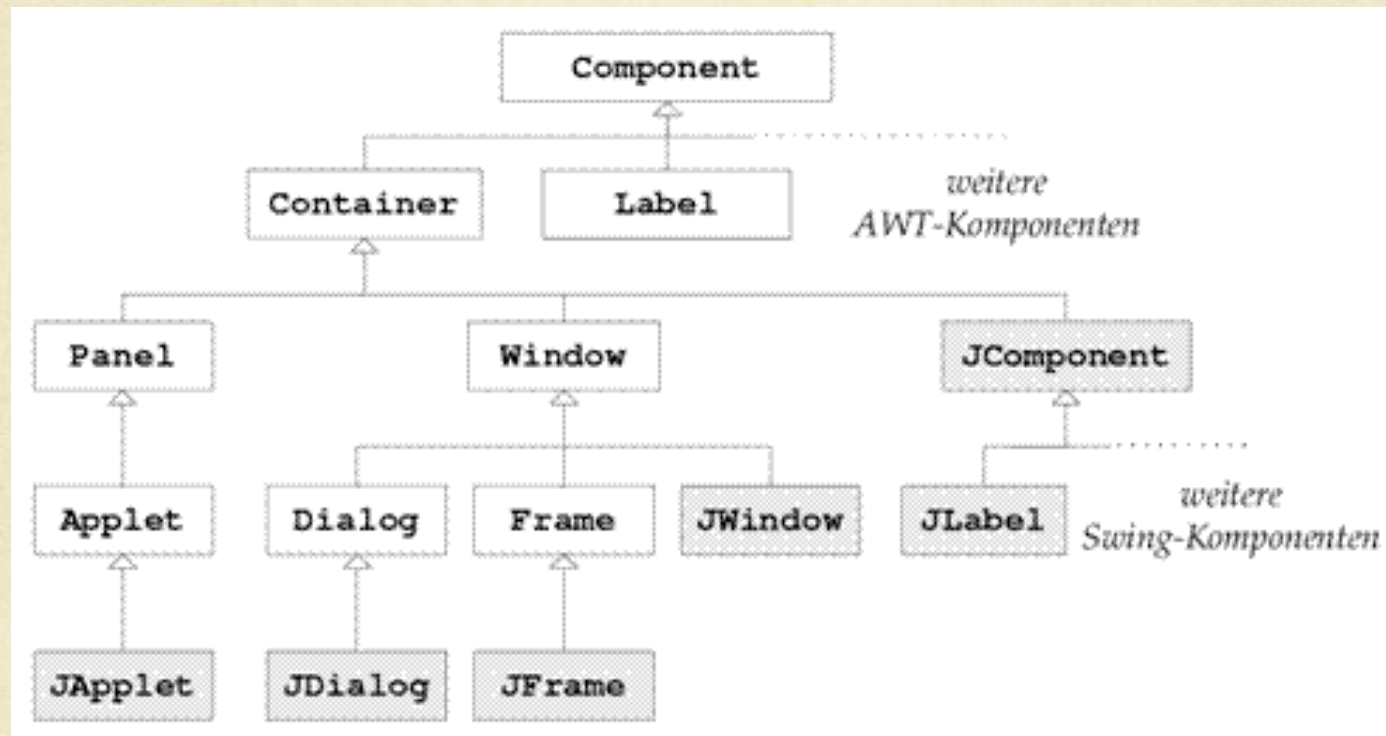 Component
Container
Label
weitere
AWT-Komponenten
Panel
Window
JComponent
Applet
Dialog
Frame
JWindow
JLabel
weitere
Swing-Komponenten
JApplet
JDialog
JFrame